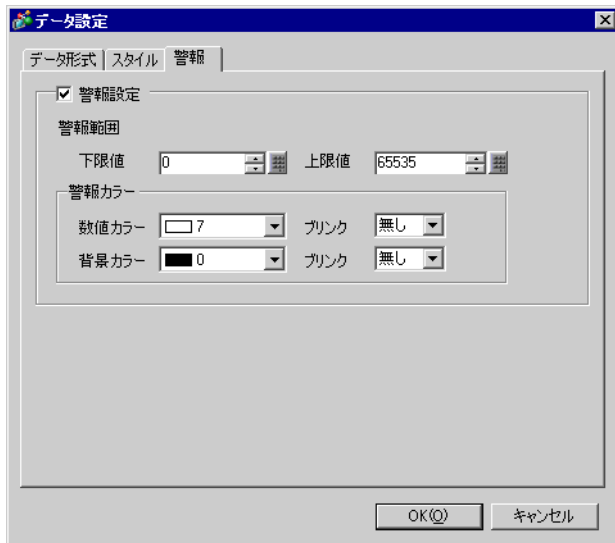 データ設定
データ形式 スタイル 警報
警報設定
警報範囲
下限値 0 上限値 65535
警報カラー
数値カラー 7 ブリンク 無し
背景カラー 0 ブリンク 無し
OK(O) キャンセル